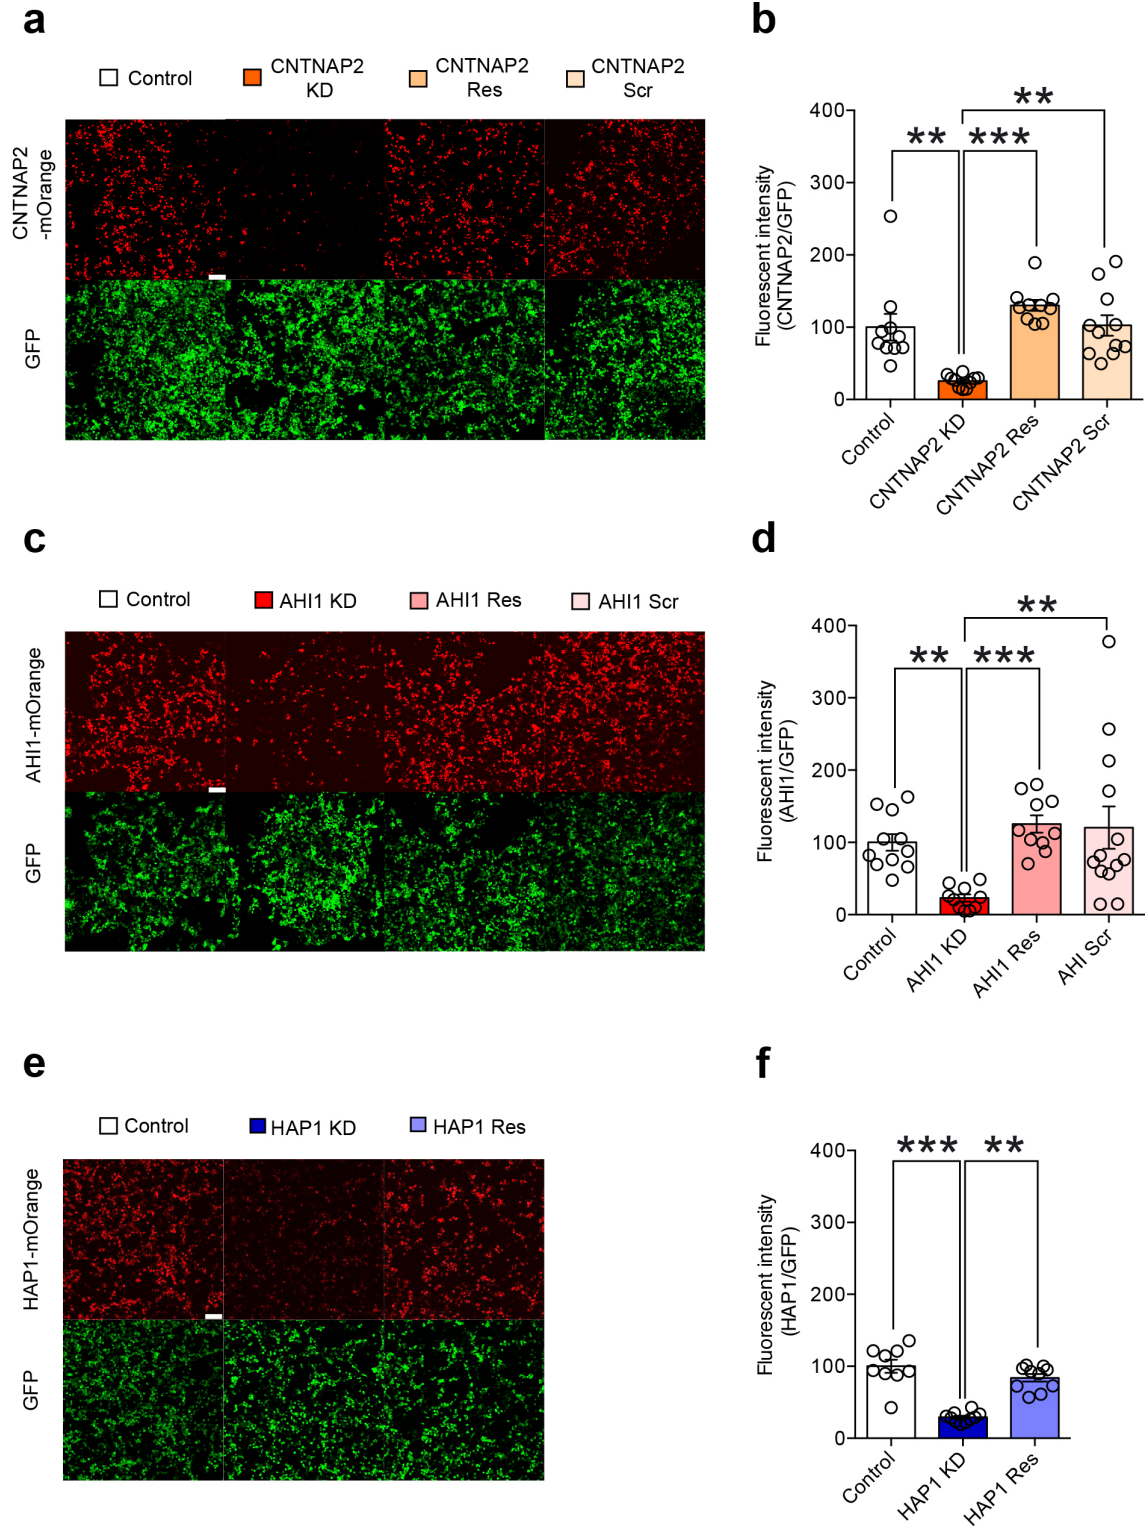 a
Control
CNTNAP2
KD
CNTNAP2
Res
CNTNAP2
Scr
CNTNAP2
-mOrange
GFP
b
**
** ***
Fluorescent intensity
(CNTNAP2/GFP)
400
300
200
100
0
Control
CNTNAP2 KD
CNTNAP2 Res
CNTNAP2 Scr
c
Control
AHI1 KD
AHI1 Res
AHI1 Scr
AHI1-mOrange
GFP
d
**
** ***
Fluorescent intensity
(AHI1/GFP)
400
300
200
100
0
Control
AHI1 KD
AHI1 Res
AHI Scr
e
Control
HAP1 KD
HAP1 Res
HAP1-mOrange
GFP
f
*** **
Fluorescent intensity
(HAP1/GFP)
400
300
200
100
0
Control
HAP1 KD
HAP1 Res